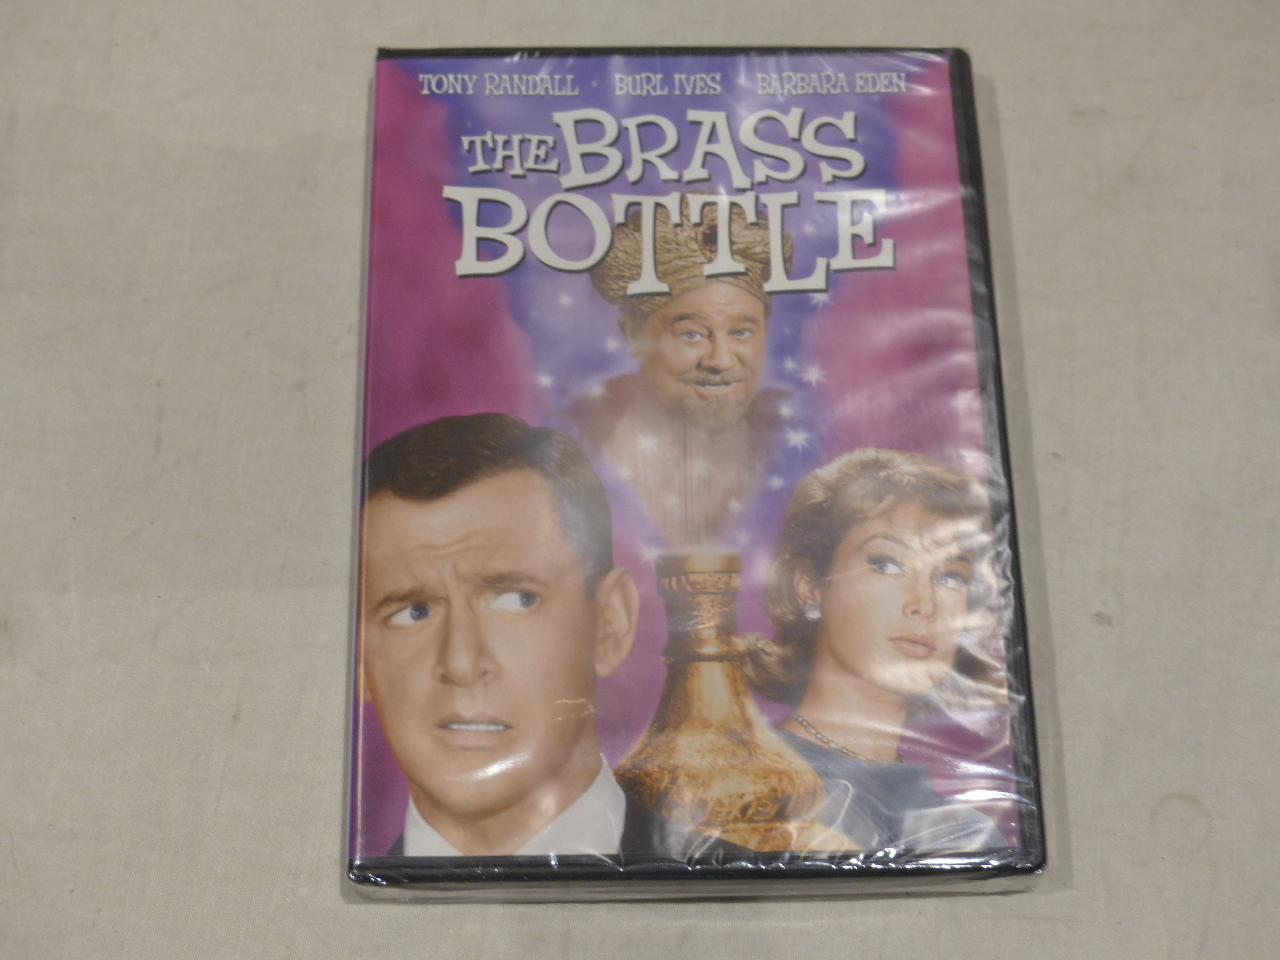 TONY RANDALL BURL IVES BARBARA EDEN
THE BRASS
BOTTLE